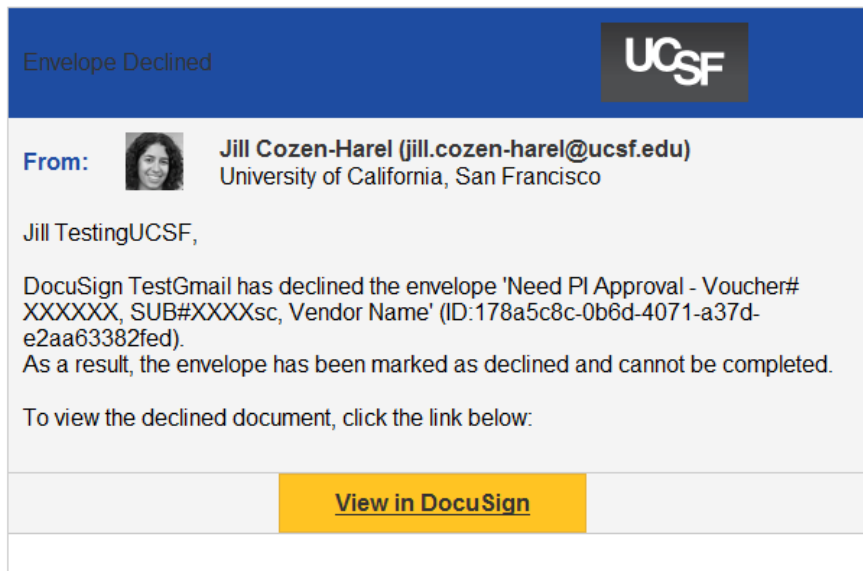 Envelope Declined
UCSF
From:
Jill Cozen-Harel (jill.cozen-harel@ucsf.edu)
University of California, San Francisco
Jill TestingUCSF,
DocuSign TestGmail has declined the envelope 'Need PI Approval - Voucher#
XXXXXX, SUB#XXXXsc, Vendor Name' (ID:178a5c8c-0b6d-4071-a37d-
e2aa63382fed).
As a result, the envelope has been marked as declined and cannot be completed.
To view the declined document, click the link below:
View in DocuSign